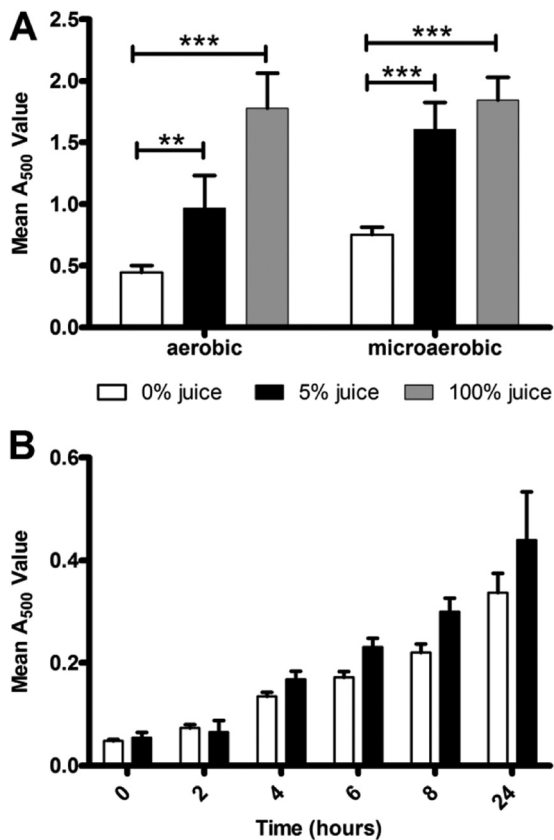 A
***
***
***
**
2.5
2.0
1.5
1.0
0.5
0.0
Mean A500 Value
aerobic microaerobic
0% juice 5% juice 100% juice
B
0.6
0.4
0.2
0.0
Mean A500 Value
0 2 4 6 8 24
Time (hours)